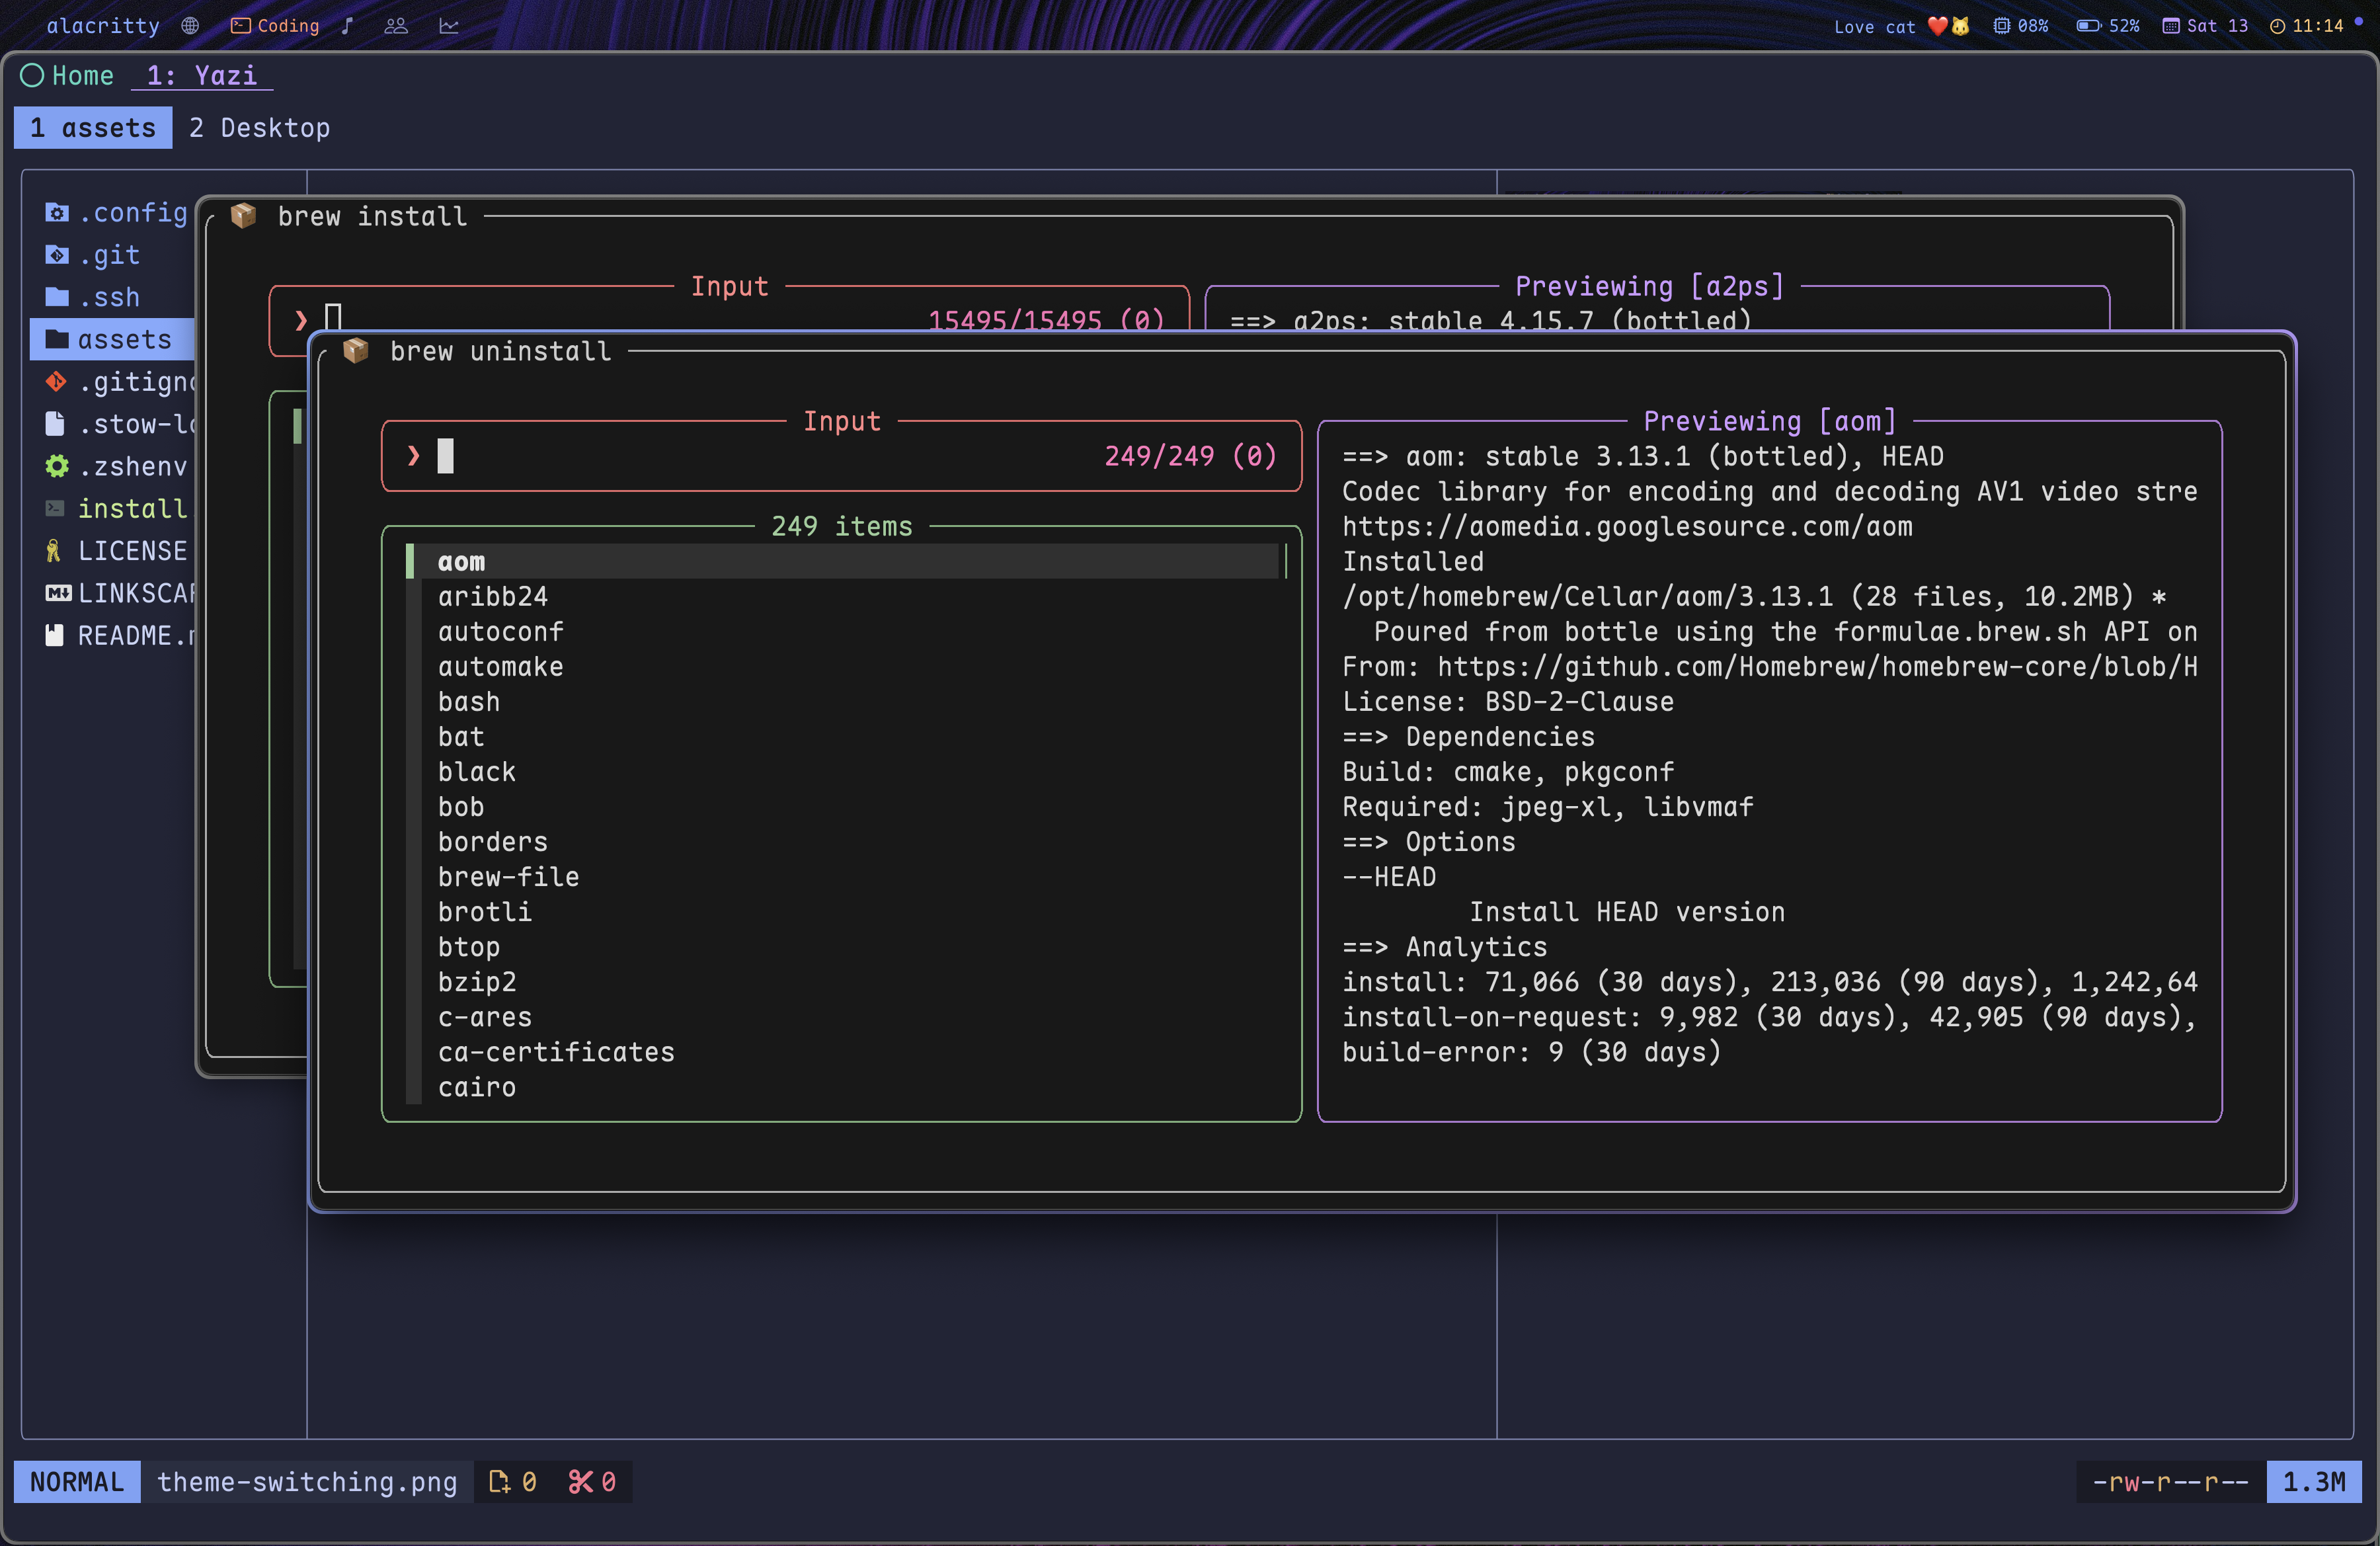 alacritty Coding Love cat ❤️🐱 08% 52% Sat 13 11:14
Home 1: Yazi
1 assets 2 Desktop
.config
.git
.ssh
assets
.gitigno
.stow-lo
.zshenv
install
LICENSE
LINKSCAR
README.m
brew install
Input
❯ 15495/15495 (0)
Previewing [a2ps]
==> a2ps: stable 4.15.7 (bottled)
brew uninstall
Input
❯ 249/249 (0)
249 items
aom
aribb24
autoconf
automake
bash
bat
black
bob
borders
brew-file
brotli
btop
bzip2
c-ares
ca-certificates
cairo
Previewing [aom]
==> aom: stable 3.13.1 (bottled), HEAD
Codec library for encoding and decoding AV1 video stre
https://aomedia.googlesource.com/aom
Installed
/opt/homebrew/Cellar/aom/3.13.1 (28 files, 10.2MB) *
Poured from bottle using the formulae.brew.sh API on
From: https://github.com/Homebrew/homebrew-core/blob/H
License: BSD-2-Clause
==> Dependencies
Build: cmake, pkgconf
Required: jpeg-xl, libvmaf
==> Options
--HEAD
Install HEAD version
==> Analytics
install: 71,066 (30 days), 213,036 (90 days), 1,242,64
install-on-request: 9,982 (30 days), 42,905 (90 days),
build-error: 9 (30 days)
NORMAL theme-switching.png 0 0 -rw-r--r-- 1.3M